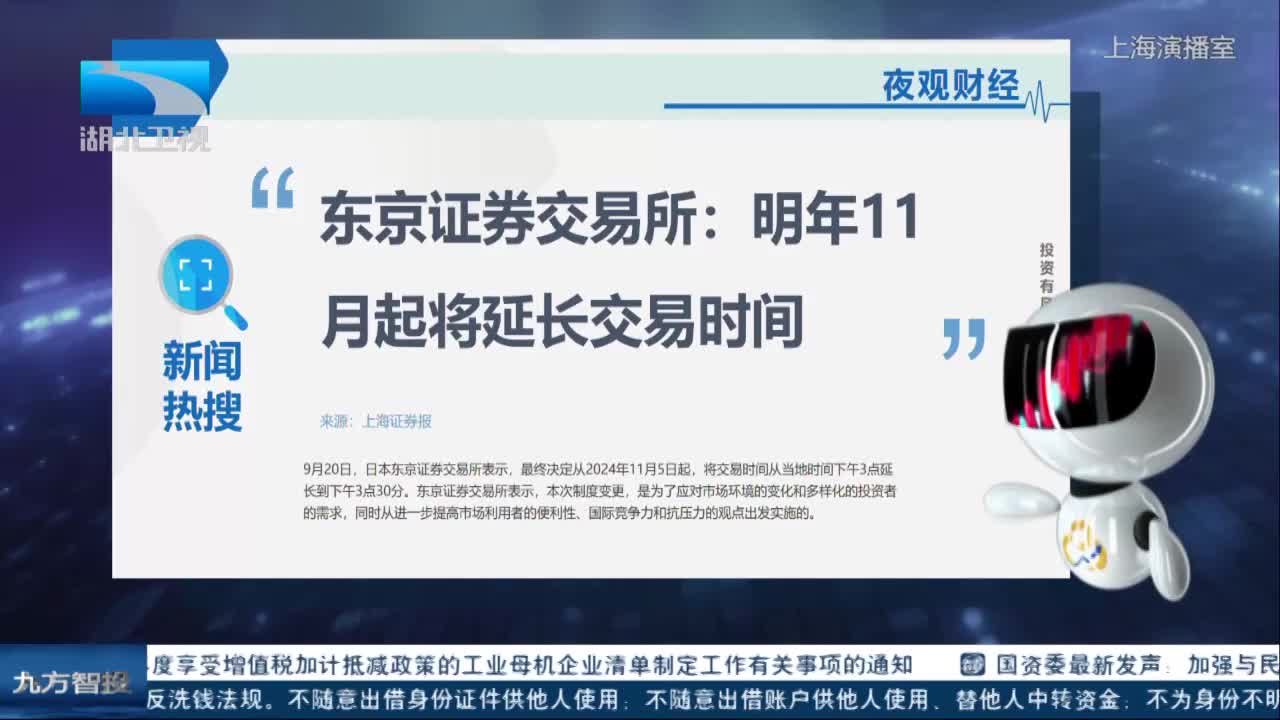 上海演播室
夜观财经
湖北卫视
东京证券交易所：明年11
月起将延长交易时间
投资有
新闻
热搜
来源：上海证券报
9月20日，日本东京证券交易所表示，最终决定从2024年11月5日起，将交易时间从当地时间下午3点延
长到下午3点30分。东京证券交易所表示，本次制度变更，是为了应对市场环境的变化和多样化的投资者
的需求，同时从进一步提高市场利用者的便利性、国际竞争力和抗压力的观点出发实施的。
度享受增值税加计抵减政策的工业母机企业清单制定工作有关事项的通知 国资委最新发声：加强与民
九方智投
反洗钱法规。不随意出借身份证件供他人使用；不随意出借账户供他人使用、替他人中转资金；不为身份不明